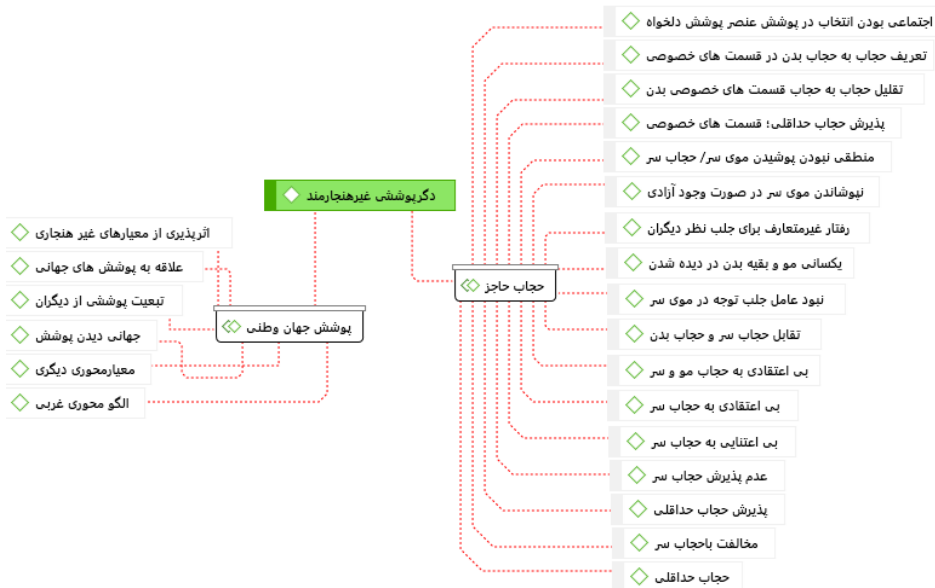 اجتماعی بودن انتخاب در پوشش عنصر پوشش دلخواه
تعریف حجاب به حجاب بدن در قسمت های خصوصی
تقلیل حجاب به حجاب قسمت های خصوصی بدن
پذیرش حجاب حداقلی؛ قسمت های خصوصی
منطقی نبودن پوشیدن موی سر/ حجاب سر
نپوشاندن موی سر در صورت وجود آزادی
رفتار غیرمتعارف برای جلب نظر دیگران
یکسانی مو و بقیه بدن در دیده شدن
نبود عامل جلب توجه در موی سر
تقابل حجاب سر و حجاب بدن
بی اعتقادی به حجاب مو و سر
بی اعتقادی به حجاب سر
بی اعتنایی به حجاب سر
عدم پذیرش حجاب سر
پذیرش حجاب حداقلی
مخالفت باحجاب سر
حجاب حداقلی
حجاب حاجز
دگرپوششی غیرهنجارمند
پوشش جهان وطنی
اثرپذیری از معیارهای غیر هنجاری
علاقه به پوشش های جهانی
تبعیت پوششی از دیگران
جهانی دیدن پوشش
معیارمحوری دیگری
الگو محوری غربی